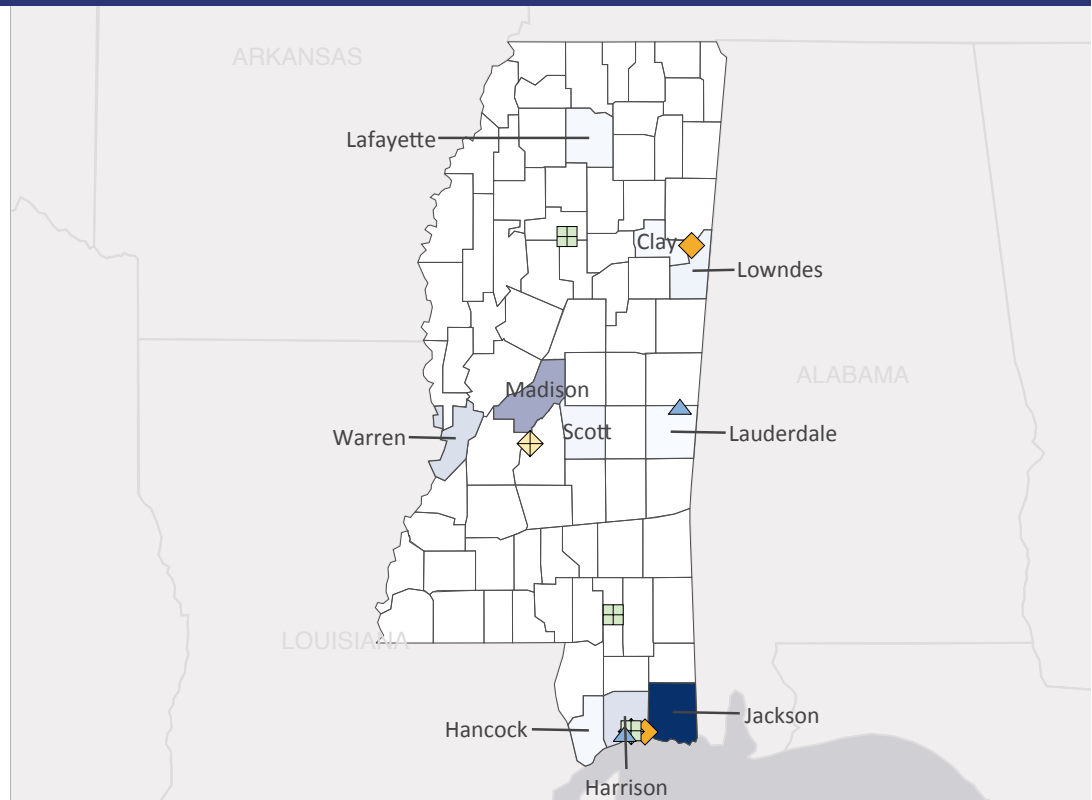 ARKANSAS
Lafayette
Clay
Lowndes
ALABAMA
Madison
Scott
Warren
Lauderdale
LOUISIANA
Hancock
Jackson
Harrison